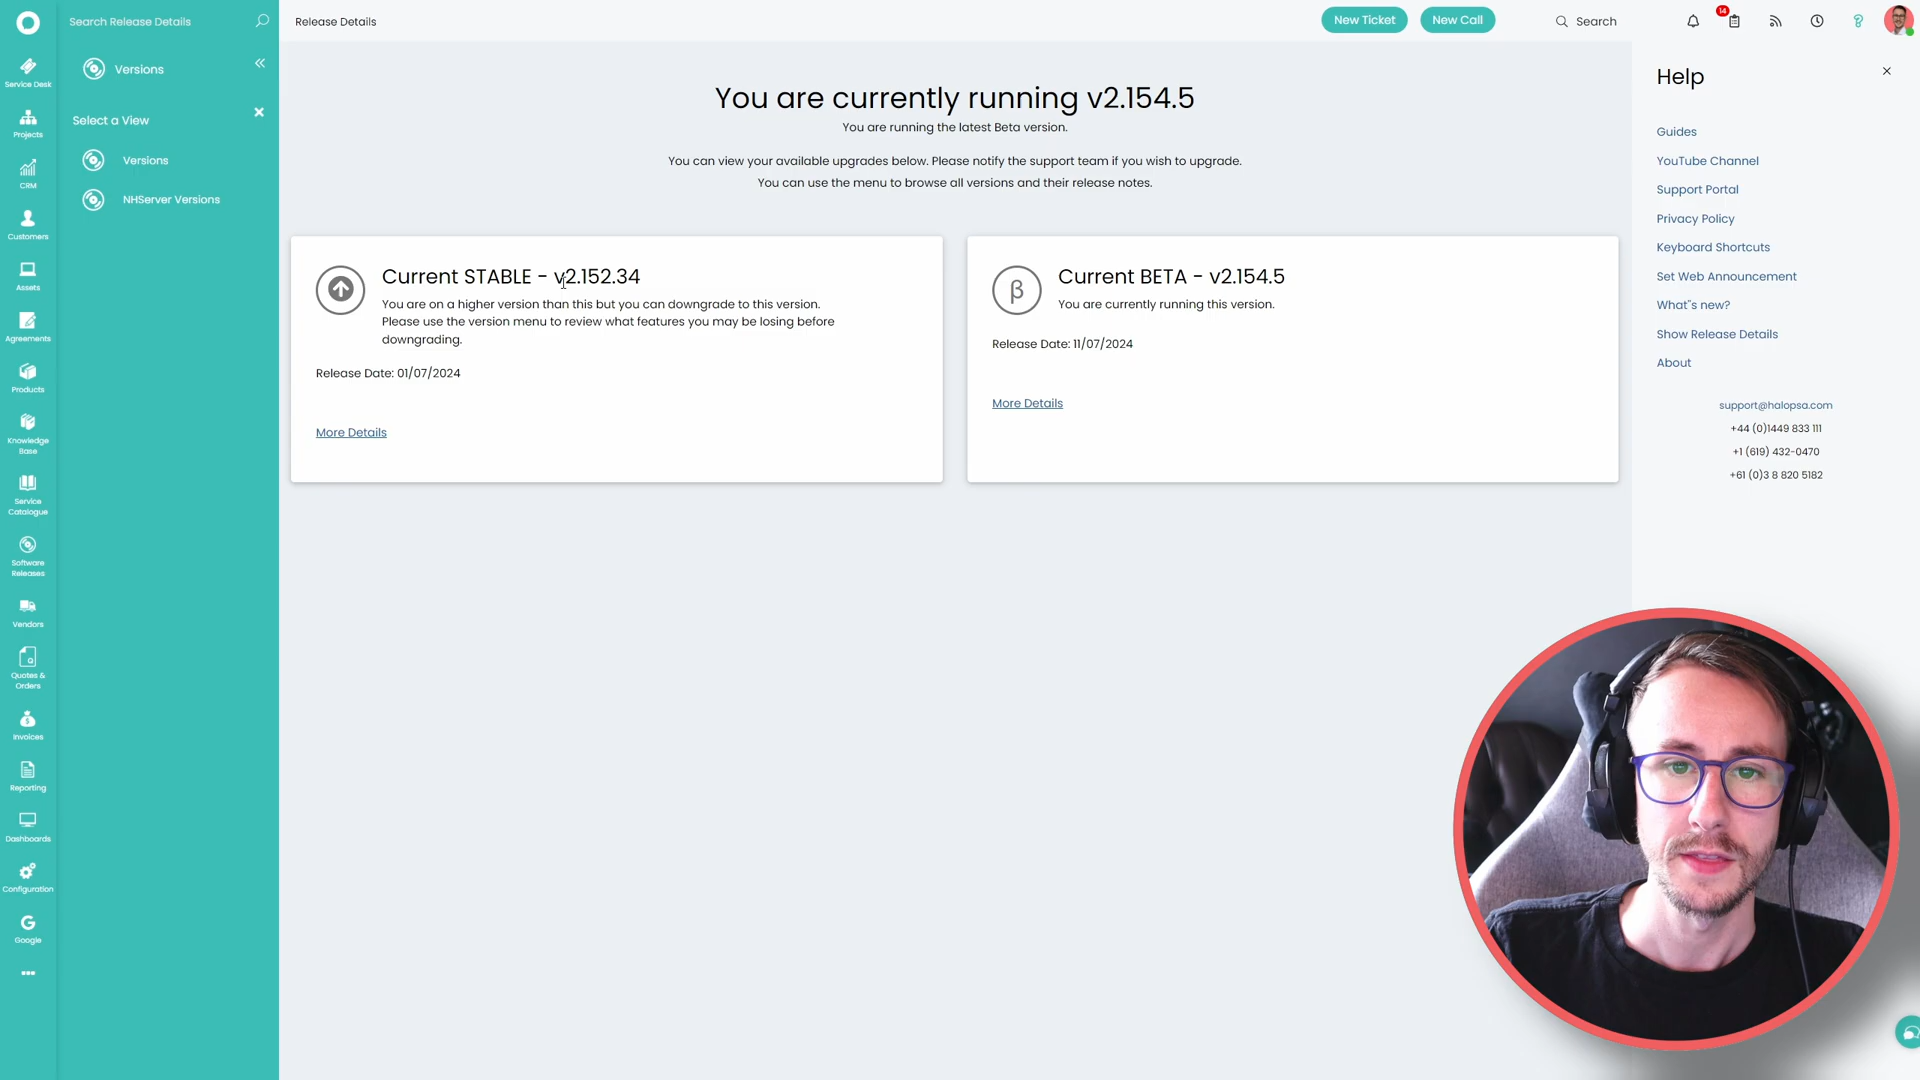 Search Release Details
Release Details
New Ticket
New Call
Search
14
Service Desk
Projects
CRM
Customers
Assets
Agreements
Products
Knowledge
Base
Service
Catalogue
Software
Releases
Vendors
Quotes &
Orders
Invoices
Reporting
Dashboards
Configuration
Google
Versions
Select a View
Versions
NHServer Versions
You are currently running v2.154.5
You are running the latest Beta version.
You can view your available upgrades below. Please notify the support team if you wish to upgrade.
You can use the menu to browse all versions and their release notes.
Current STABLE - v2.152.34
You are on a higher version than this but you can downgrade to this version.
Please use the version menu to review what features you may be losing before
downgrading.
Release Date: 01/07/2024
More Details
β
Current BETA - v2.154.5
You are currently running this version.
Release Date: 11/07/2024
More Details
Help
Guides
YouTube Channel
Support Portal
Privacy Policy
Keyboard Shortcuts
Set Web Announcement
What"s new?
Show Release Details
About
support@halopsa.com
+44 (0)1449 833 111
+1 (619) 432-0470
+61 (0)3 8 820 5182